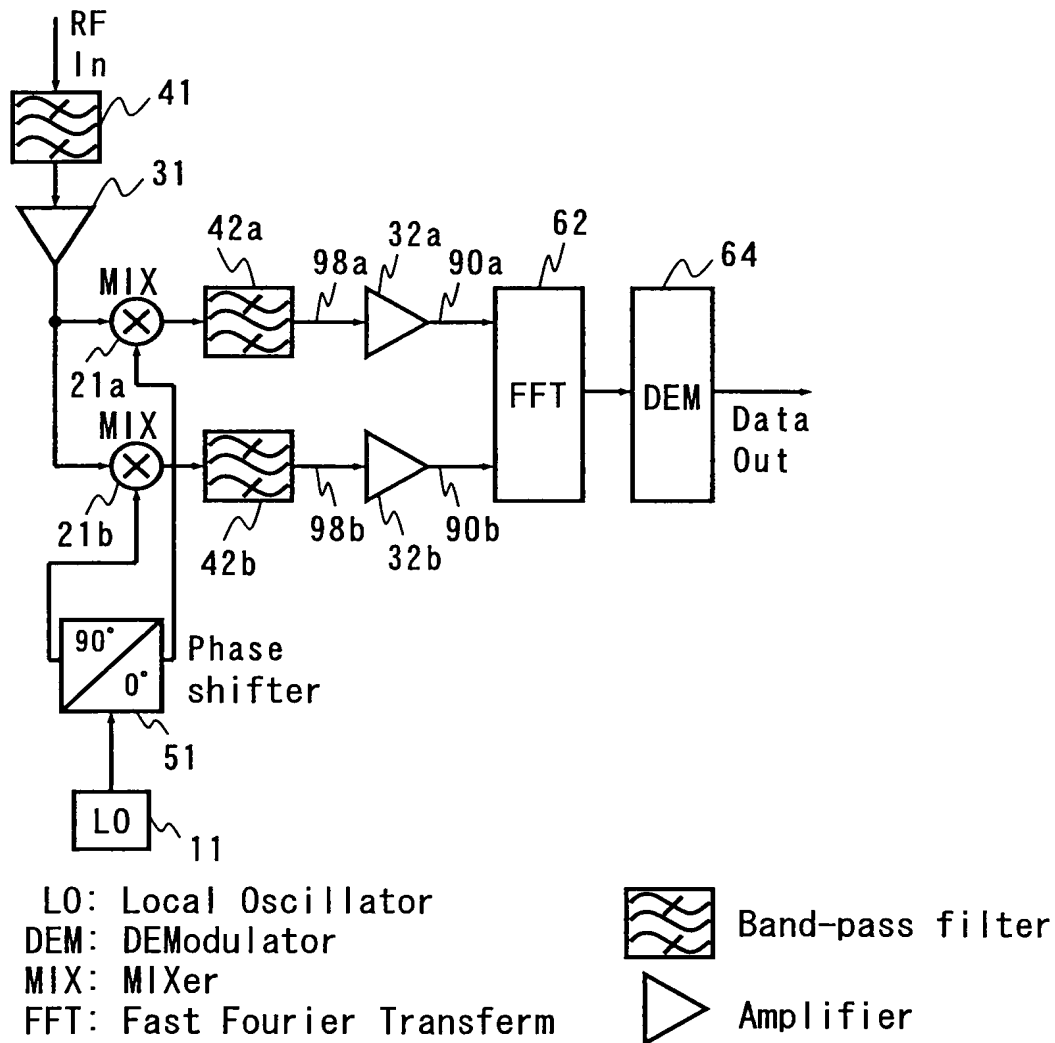 RF
In
41
31
42a
32a
62
64
98a
90a
MIX
21a
FFT
DEM
Data
Out
MIX
21b
42b
98b
32b
90b
90°
0°
Phase
shifter
51
LO
11
LO: Local Oscillator
DEM: DEModulator
MIX: MIXer
FFT: Fast Fourier Transferm
Band-pass filter
Amplifier